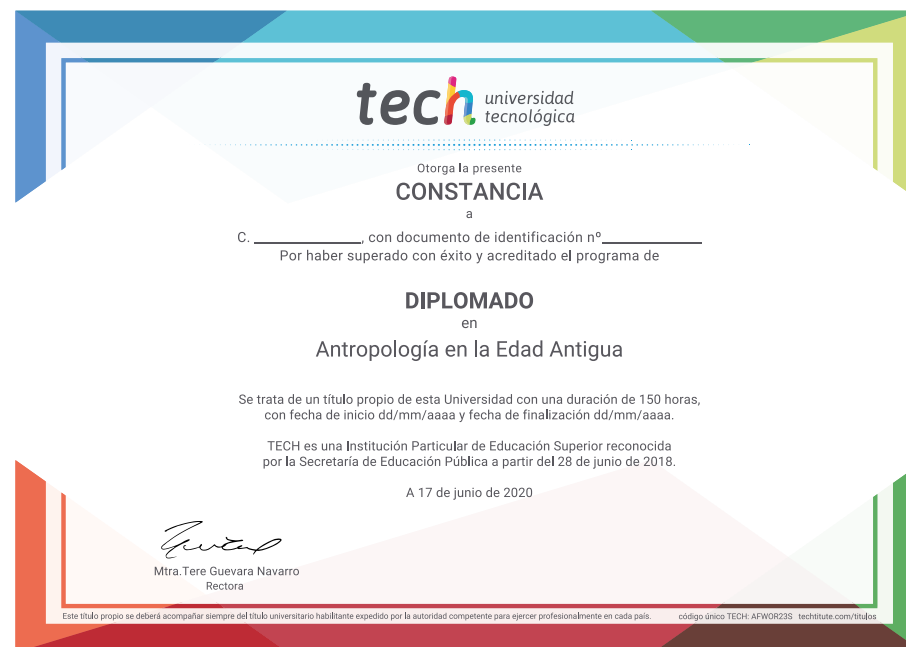 tech universidad
tecnológica
Otorga la presente
CONSTANCIA
a
C. ____________, con documento de identificación nº____________
Por haber superado con éxito y acreditado el programa de
DIPLOMADO
en
Antropología en la Edad Antigua
Se trata de un título propio de esta Universidad con una duración de 150 horas,
con fecha de inicio dd/mm/aaaa y fecha de finalización dd/mm/aaaa.
TECH es una Institución Particular de Educación Superior reconocida
por la Secretaría de Educación Pública a partir del 28 de junio de 2018.
A 17 de junio de 2020
Mtra.Tere Guevara Navarro
Rectora
Este título propio se deberá acompañar siempre del título universitario habilitante expedido por la autoridad competente para ejercer profesionalmente en cada país. código único TECH: AFWOR23S techtitute.com/titulos